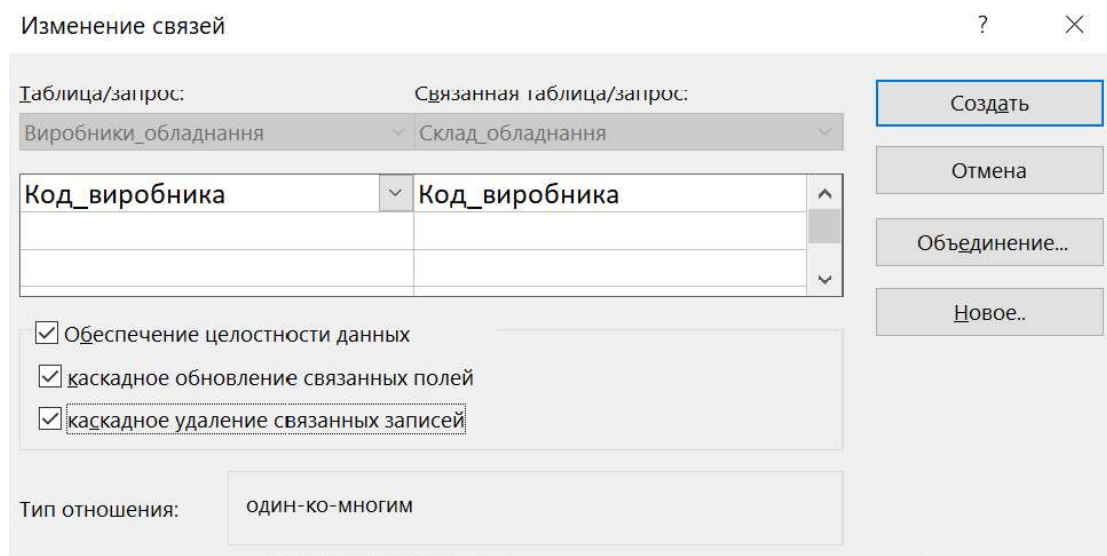 Изменение связей ?
Таблица/запрос: Связанная таблица/запрос:
Виробники_обладнання Склад_обладнання
Создать
Код_виробника Код_виробника
Отмена
Объединение...
Новое..
Обеспечение целостности данных
каскадное обновление связанных полей
каскадное удаление связанных записей
Тип отношения: один-ко-многим